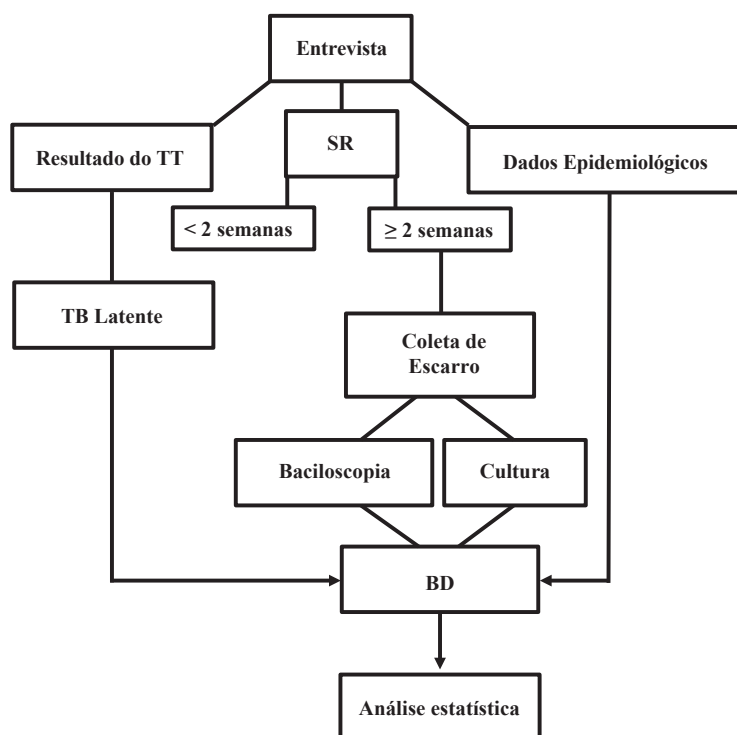 Entrevista
Resultado do TT
SR
Dados Epidemiológicos
< 2 semanas
≥ 2 semanas
TB Latente
Coleta de
Escarro
Baciloscopia
Cultura
BD
Análise estatística